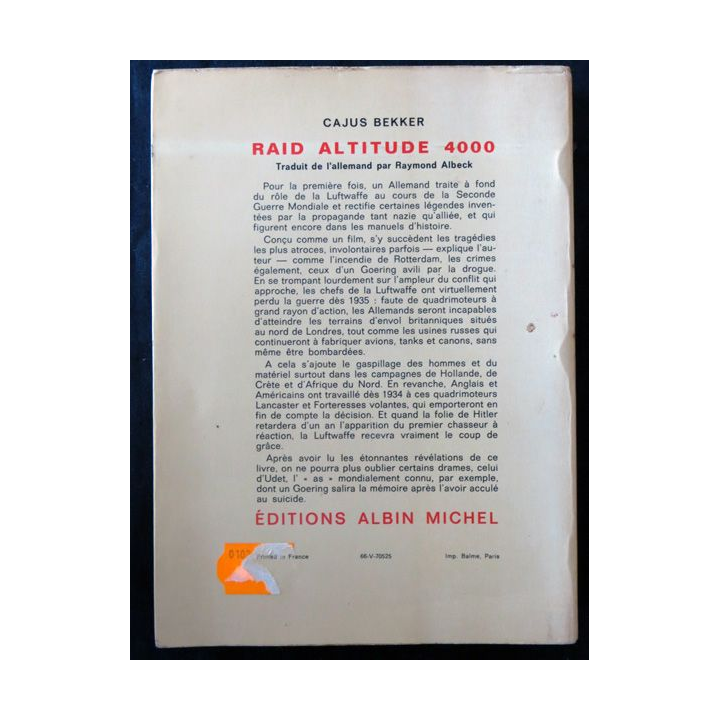 CAJUS BEKKER
RAID ALTITUDE 4000
Traduit de l'allemand par Raymond Albeck
Pour la première fois, un Allemand traite à fond
du rôle de la Luftwaffe au cours de la Seconde
Guerre Mondiale et rectifie certaines légendes inven-
tées par la propagande tant nazie qu'alliée, et qui
figurent encore dans les manuels d'histoire.
Conçu comme un film, s'y succèdent les tragédies
les plus atroces, involontaires parfois — explique l'au-
teur — comme l'incendie de Rotterdam, les crimes
également, ceux d'un Goering avili par la drogue.
En se trompant lourdement sur l'ampleur du conflit qui
approche, les chefs de la Luftwaffe ont virtuellement
perdu la guerre dès 1935 : faute de quadrimoteurs à
grand rayon d'action, les Allemands seront incapables
d'atteindre les terrains d'envol britanniques situés
au nord de Londres, tout comme les usines russes qui
continueront à fabriquer avions, tanks et canons, sans
même être bombardées.
A cela s'ajoute le gaspillage des hommes et du
matériel surtout dans les campagnes de Hollande, de
Crète et d'Afrique du Nord. En revanche, Anglais et
Américains ont travaillé dès 1934 à ces quadrimoteurs
Lancaster et Forteresses volantes, qui emporteront en
fin de compte la décision. Et quand la folie de Hitler
retardera d'un an l'apparition du premier chasseur à
réaction, la Luftwaffe recevra vraiment le coup de
grâce.
Après avoir lu les étonnantes révélations de ce
livre, on ne pourra plus oublier certains drames, celui
d'Udet, l' « as » mondialement connu, par exemple,
dont un Goering salira la mémoire après l'avoir acculé
au suicide.
ÉDITIONS ALBIN MICHEL
Printed in France 66-V-70525 Imp. Balme, Paris